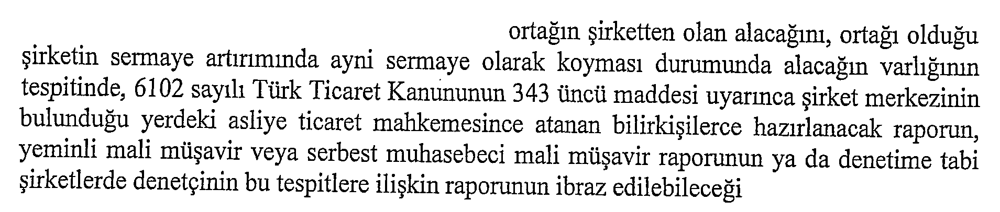 ortağın şirketten olan alacağını, ortağı olduğu
şirketin sermaye artırımında ayni sermaye olarak koyması durumunda alacağın varlığının
tespitinde, 6102 sayılı Türk Ticaret Kanununun 343 üncü maddesi uyarınca şirket merkezinin
bulunduğu yerdeki asliye ticaret mahkemesince atanan bilirkişilerce hazırlanacak raporun,
yeminli mali müşavir veya serbest muhasebeci mali müşavir raporunun ya da denetime tabi
şirketlerde denetçinin bu tespitlere ilişkin raporunun ibraz edilebileceği